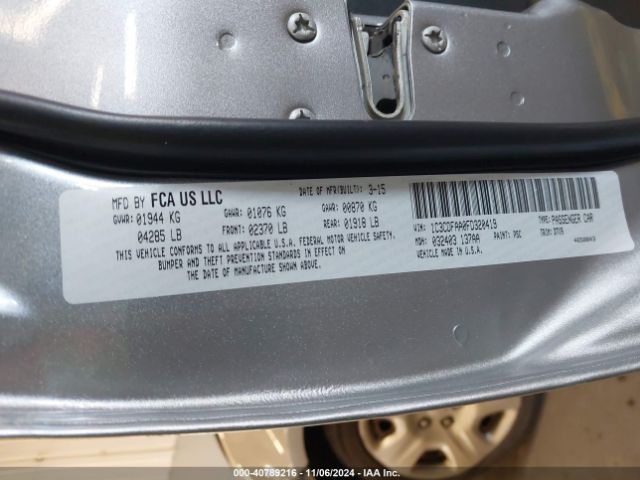 MFD BY FCA US LLC
DATE OF MFR(BUILT): 3-15
GVWR: 01944 KG GAWR: 01076 KG GAWR: 00870 KG
04285 LB FRONT: 02370 LB REAR: 01918 LB
THIS VEHICLE CONFORMS TO ALL APPLICABLE U.S.A. FEDERAL MOTOR VEHICLE SAFETY,
BUMPER AND THEFT PREVENTION STANDARDS IN EFFECT ON
THE DATE OF MANUFACTURE SHOWN ABOVE.
VIN: 1C3CDFAA0FD320419 TYPE: PASSENGER CAR
MDH: 032403 137AA PAINT: PSC TRIM: D7X9
VEHICLE MADE IN U.S.A.
000-40789216 - 11/06/2024 - IAA Inc.